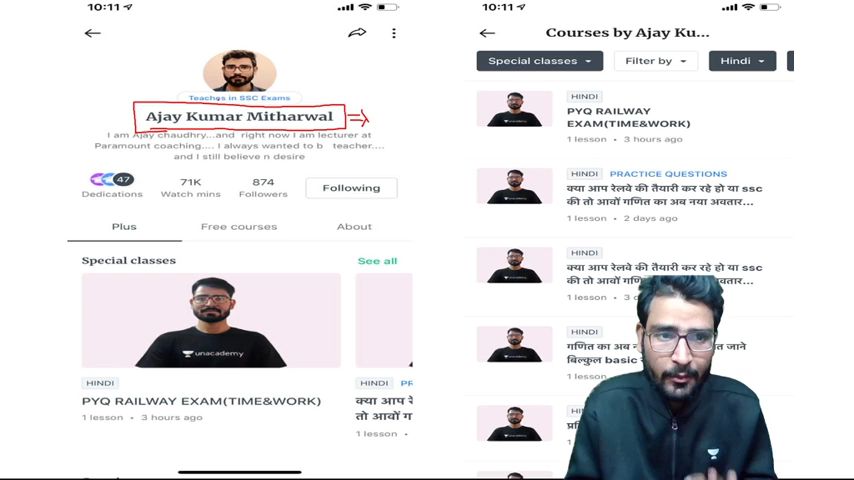 10:11
Teaches in SSC Exams
Ajay Kumar Mitharwal
I am Ajay chaudhry...and right now I am lecturer at
Paramount coaching.... I always wanted to b teacher....
and I still believe n desire
47
Dedications
71K
Watch mins
874
Followers
Following
Plus
Free courses
About
Special classes
See all
unacademy
HINDI
PYQ RAILWAY EXAM(TIME&WORK)
1 lesson • 3 hours ago
HINDI
क्या आप रे
तो आवों ग
1 lesson •
10:11
Courses by Ajay Ku...
Special classes
Filter by
Hindi
HINDI
PYQ RAILWAY
EXAM(TIME&WORK)
1 lesson • 3 hours ago
HINDI PRACTICE QUESTIONS
क्या आप रेलवे की तैयारी कर रहे हो या ssc
की तो आवों गणित का अब नया अवतार...
1 lesson • 2 days ago
HINDI
क्या आप रेलवे की तैयारी कर रहे हो या ssc
की तो आवों गणित का अब नया अवतार...
1 lesson • 3
HINDI
गणित का अब जाने
बिल्कुल basic
1 lesson